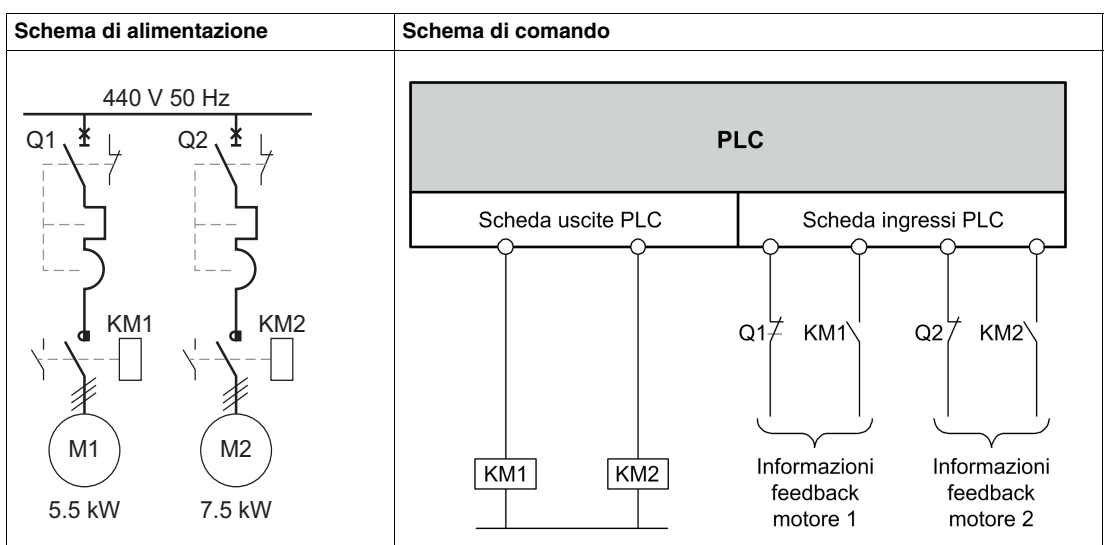 Schema di alimentazione
Schema di comando
440 V 50 Hz
Q1
Q2
KM1
KM2
M1
M2
5.5 kW
7.5 kW
PLC
Scheda uscite PLC
Scheda ingressi PLC
Q1
KM1
Q2
KM2
KM1
KM2
Informazioni
feedback
motore 1
Informazioni
feedback
motore 2